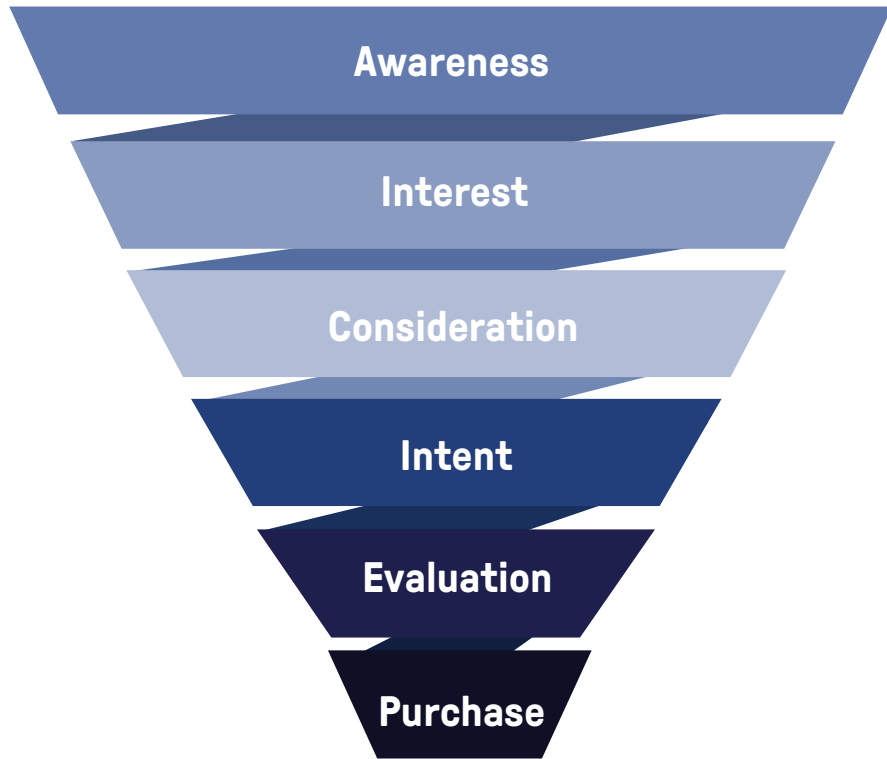 Awareness
Interest
Consideration
Intent
Evaluation
Purchase